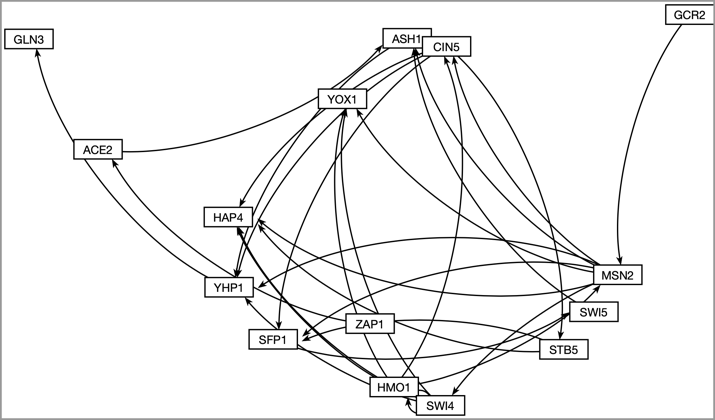 GCR2
GLN3
ASH1
CIN5
YOX1
ACE2
HAP4
MSN2
YHP1
SWI5
ZAP1
SFP1
STB5
HMO1
SWI4